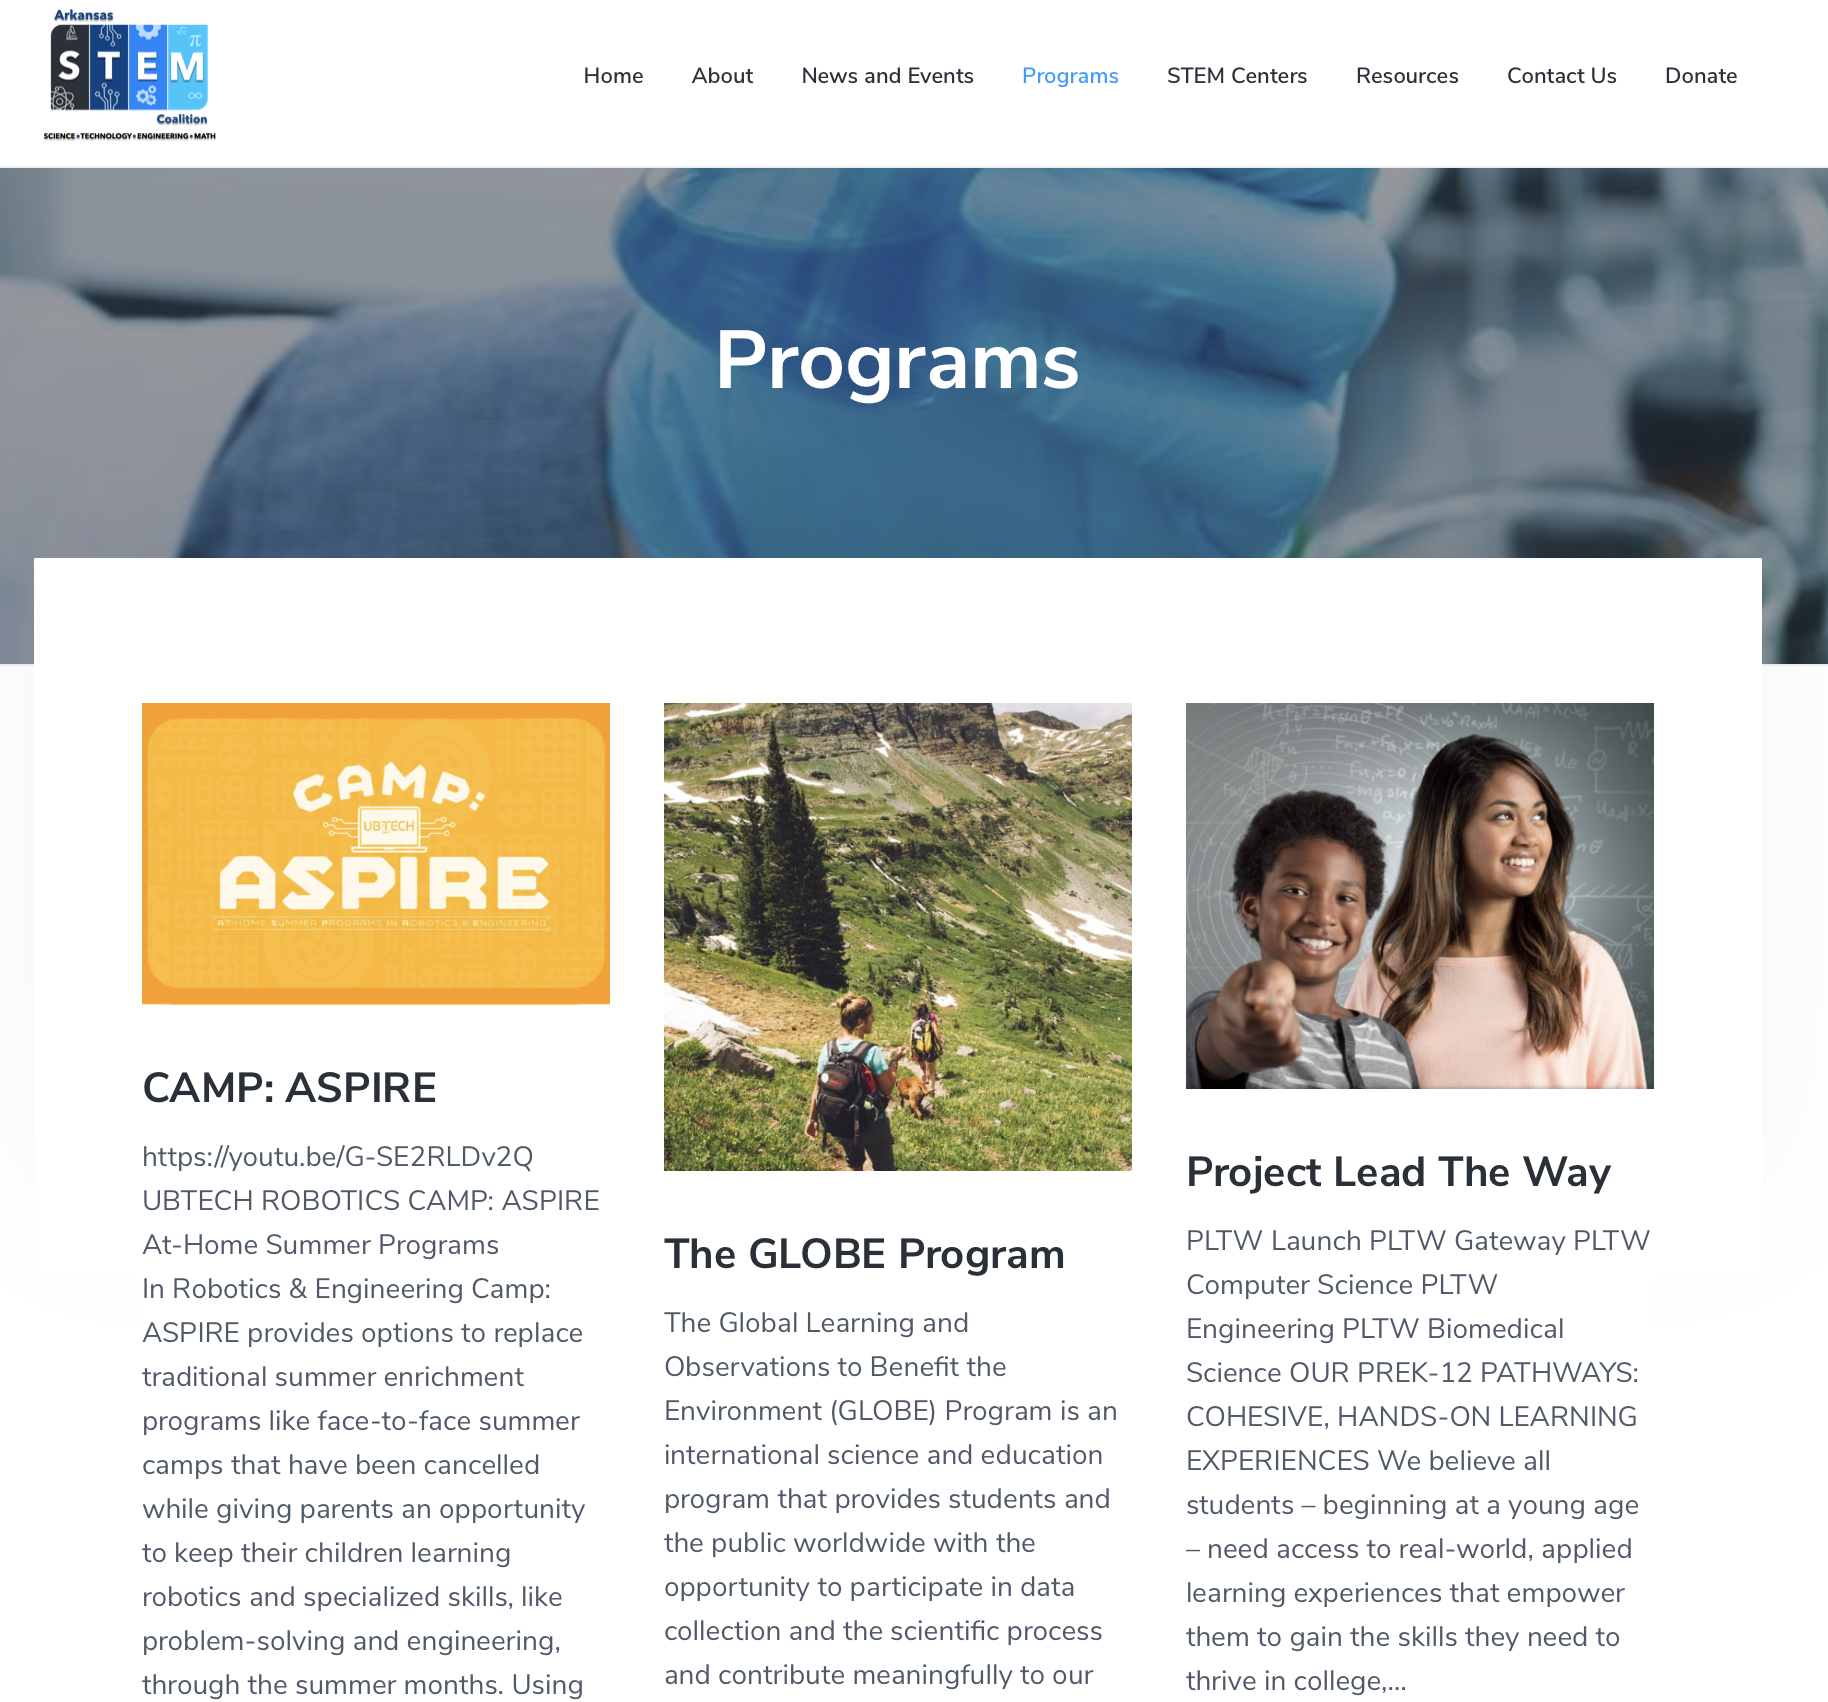 Arkansas
STEM
Coalition
SCIENCE•TECHNOLOGY•ENGINEERING•MATH
Home About News and Events Programs STEM Centers Resources Contact Us Donate
Programs
CAMP:
UBTECH
ASPIRE
AT-HOME SUMMER PROGRAMS IN ROBOTICS & ENGINEERING
CAMP: ASPIRE
https://youtu.be/G-SE2RLDv2Q
UBTECH ROBOTICS CAMP: ASPIRE
At-Home Summer Programs
In Robotics & Engineering Camp:
ASPIRE provides options to replace
traditional summer enrichment
programs like face-to-face summer
camps that have been cancelled
while giving parents an opportunity
to keep their children learning
robotics and specialized skills, like
problem-solving and engineering,
through the summer months. Using
The GLOBE Program
The Global Learning and
Observations to Benefit the
Environment (GLOBE) Program is an
international science and education
program that provides students and
the public worldwide with the
opportunity to participate in data
collection and the scientific process
and contribute meaningfully to our
Project Lead The Way
PLTW Launch PLTW Gateway PLTW
Computer Science PLTW
Engineering PLTW Biomedical
Science OUR PREK-12 PATHWAYS:
COHESIVE, HANDS-ON LEARNING
EXPERIENCES We believe all
students – beginning at a young age
– need access to real-world, applied
learning experiences that empower
them to gain the skills they need to
thrive in college,...